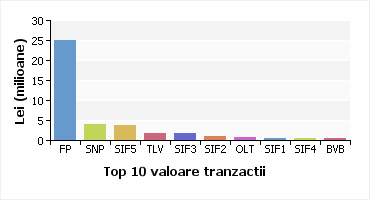 Lei (milioane)
30
25
20
15
10
5
0
FP SNP SIF5 TLV SIF3 SIF2 OLT SIF1 SIF4 BVB
Top 10 valoare tranzactii